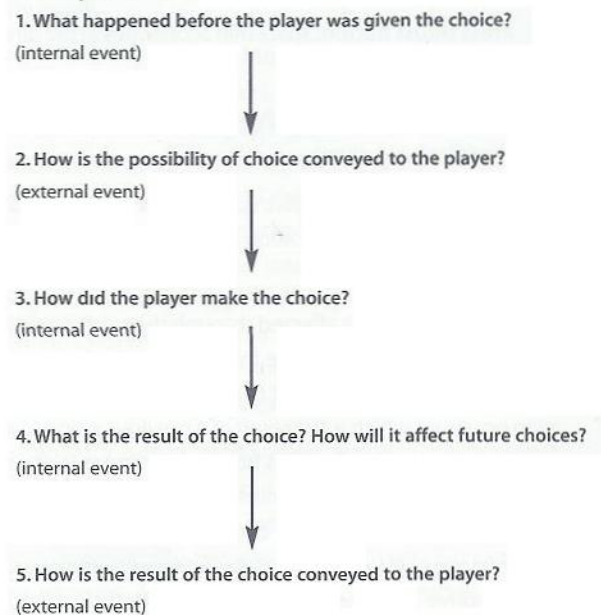 1. What happened before the player was given the choice?
(internal event)
2. How is the possibility of choice conveyed to the player?
(external event)
3. How did the player make the choice?
(internal event)
4. What is the result of the choice? How will it affect future choices?
(internal event)
5. How is the result of the choice conveyed to the player?
(external event)